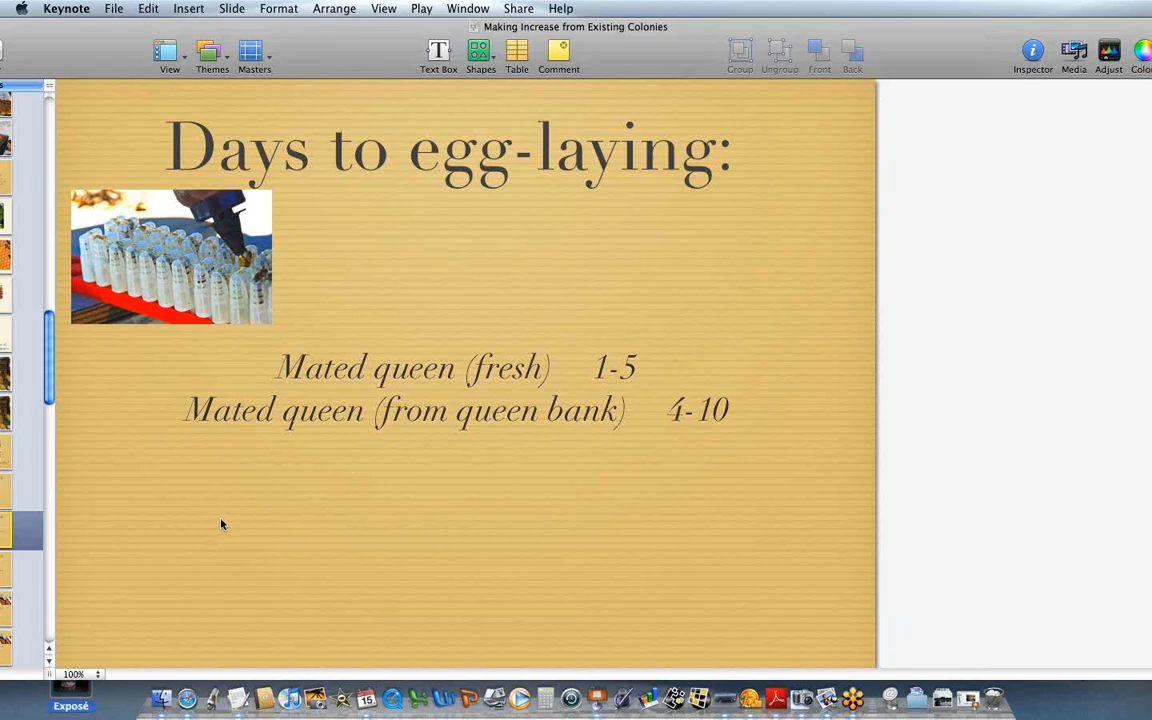 Keynote File Edit Insert Slide Format Arrange View Play Window Share Help
Making Increase from Existing Colonies
View Themes Masters Text Box Shapes Table Comment Group Ungroup Front Back Inspector Media Adjust Colo
Days to egg-laying:
Mated queen (fresh) 1-5
Mated queen (from queen bank) 4-10
100%
15
Exposé